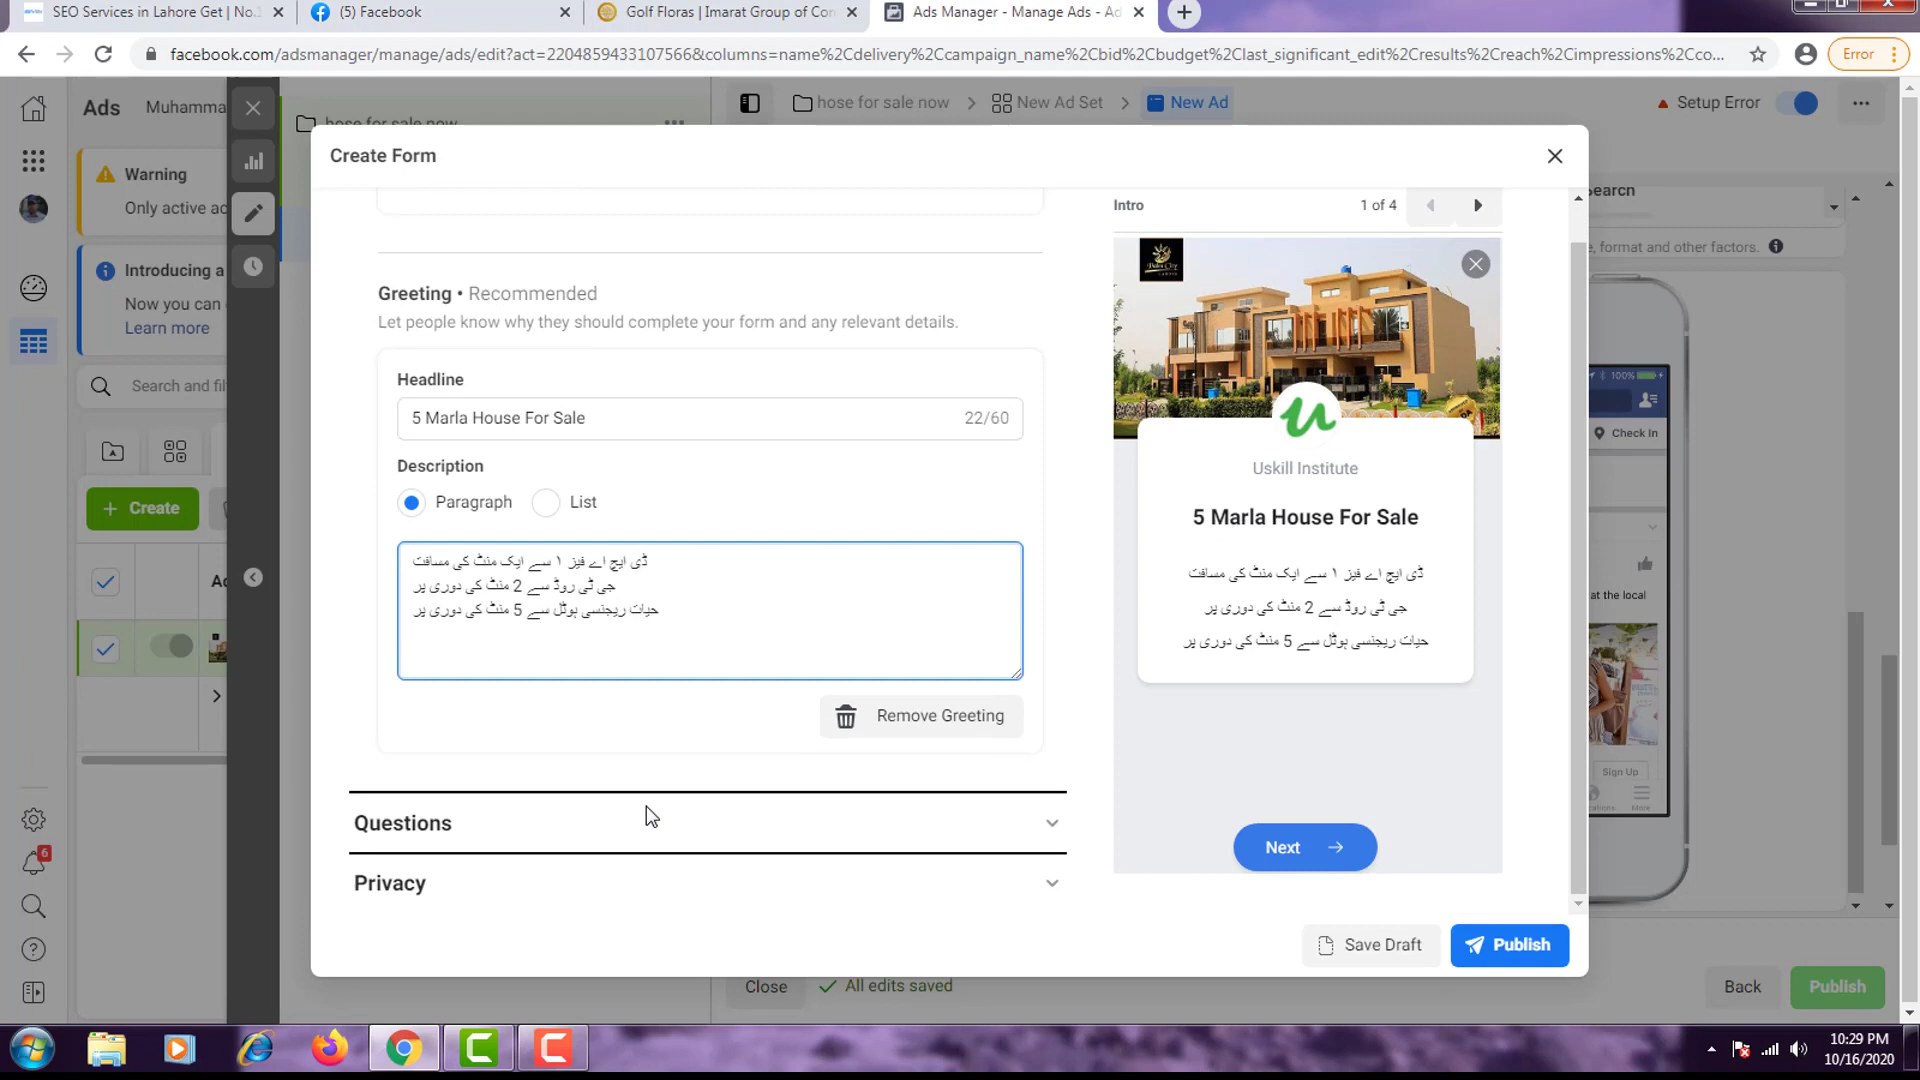 SEO Services in Lahore Get | No.1
(5) Facebook
Golf Floras | Imarat Group of Con
Ads Manager - Manage Ads - Ad
facebook.com/adsmanager/manage/ads/edit?act=2204859433107566&columns=name%2Cdelivery%2Ccampaign_name%2Cbid%2Cbudget%2Clast_significant_edit%2Cresults%2Creach%2Cimpressions%2Cco...
Error
Ads
Muhamma
hose for sale now
hose for sale now
New Ad Set
New Ad
Setup Error
Warning
Only active ac
Introducing a
Now you can
Learn more
Search and fil
Create
Create Form
Greeting • Recommended
Let people know why they should complete your form and any relevant details.
Headline
5 Marla House For Sale
22/60
Description
Paragraph
List
ڈی ایچ اے فیز ۱ سے ایک منٹ کی مسافت
جی ٹی روڈ سے 2 منٹ کی دوری پر
حیات ریجنسی ہوٹل سے 5 منٹ کی دوری پر
Remove Greeting
Questions
Privacy
Intro
1 of 4
Palm City
Uskill Institute
5 Marla House For Sale
ڈی ایچ اے فیز ۱ سے ایک منٹ کی مسافت
جی ٹی روڈ سے 2 منٹ کی دوری پر
حیات ریجنسی ہوٹل سے 5 منٹ کی دوری پر
Next
Save Draft
Publish
earch
e, format and other factors.
100%
Check In
at the local
Sign Up
More
Close
All edits saved
Back
Publish
6
10:29 PM
10/16/2020